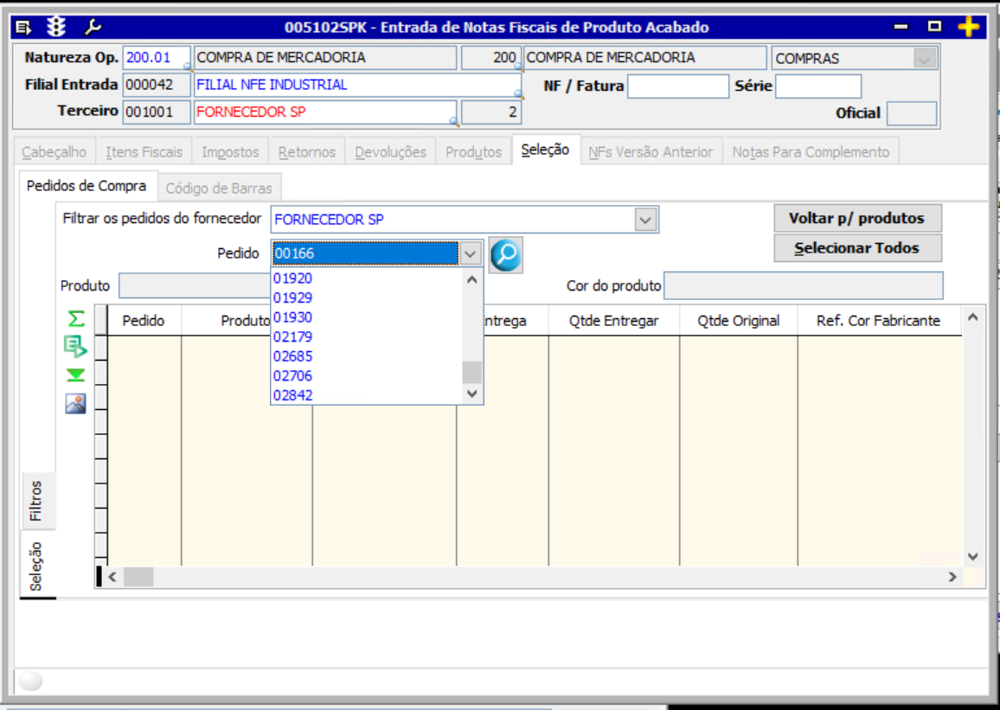 005102SPK - Entrada de Notas Fiscais de Produto Acabado
Natureza Op. 200.01 COMPRA DE MERCADORIA 200 COMPRA DE MERCADORIA COMPRAS
Filial Entrada 000042 FILIAL NFE INDUSTRIAL NF / Fatura Série
Terceiro 001001 FORNECEDOR SP 2 Oficial
Cabeçalho Itens Fiscais Impostos Retornos Devoluções Produtos Seleção NFs Versão Anterior Notas Para Complemento
Pedidos de Compra Código de Barras
Filtrar os pedidos do fornecedor FORNECEDOR SP Voltar p/ produtos
Pedido 00166 Selecionar Todos
Produto Cor do produto
01920
01929
01930
02179
02685
02706
02842
Pedido Produto ntrega Qtde Entregar Qtde Original Ref. Cor Fabricante
Filtros
Seleção